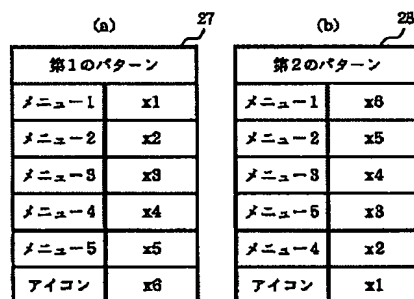 (a)
27
第1のパターン
メニュー1 x1
メニュー2 x2
メニュー3 x3
メニュー4 x4
メニュー5 x5
アイコン x6
(b)
28
第2のパターン
メニュー1 x6
メニュー2 x5
メニュー3 x4
メニュー5 x3
メニュー4 x2
アイコン x1